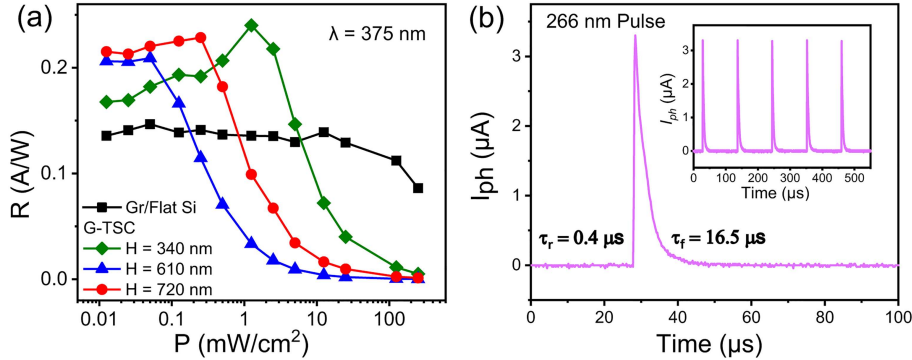 (a)
λ = 375 nm
R (A/W)
0.2
0.1
0.0
Gr/Flat Si
G-TSC
H = 340 nm
H = 610 nm
H = 720 nm
0.01 0.1 1 10 100
P (mW/cm²)
(b)
266 nm Pulse
Iph (µA)
3
2
1
0
τr = 0.4 µs
τf = 16.5 µs
0 20 40 60 80 100
Time (µs)
Iph (µA)
3
2
1
0
0 100 200 300 400 500
Time (µs)